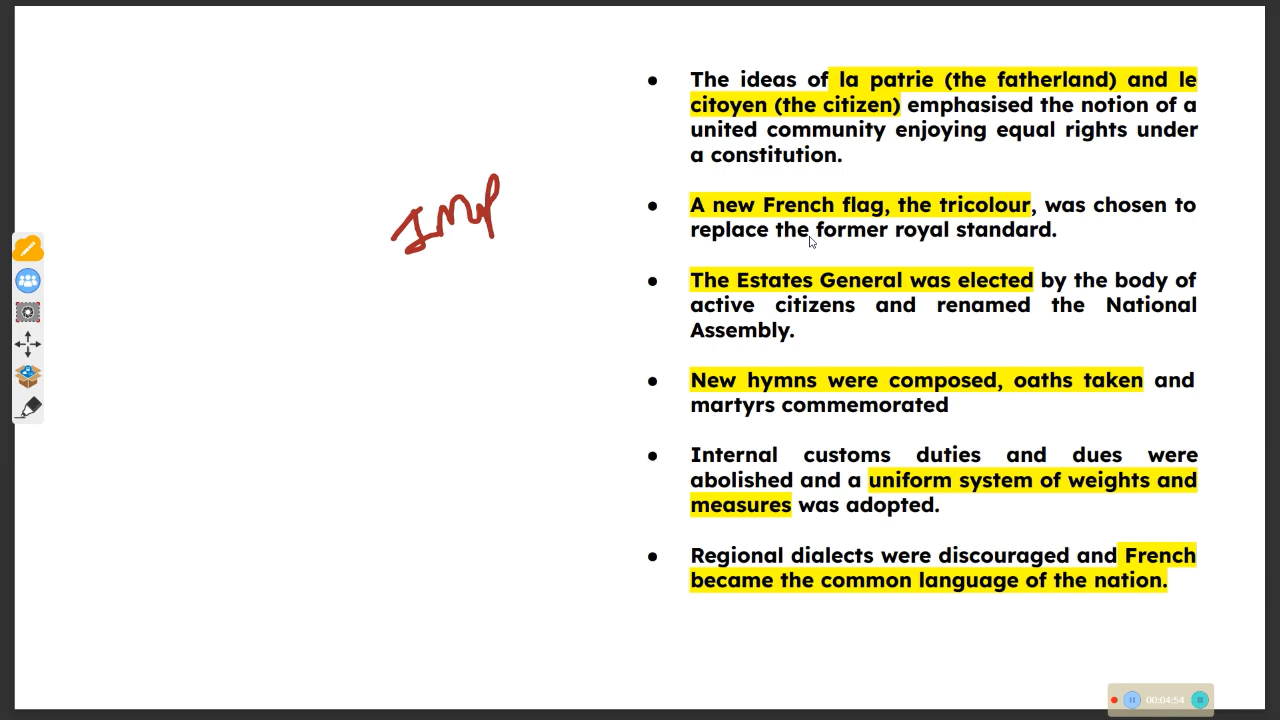 The ideas of la patrie (the fatherland) and le
citoyen (the citizen) emphasised the notion of a
united community enjoying equal rights under
a constitution.
IMP
A new French flag, the tricolour, was chosen to
replace the former royal standard.
The Estates General was elected by the body of
active citizens and renamed the National
Assembly.
New hymns were composed, oaths taken and
martyrs commemorated
Internal customs duties and dues were
abolished and a uniform system of weights and
measures was adopted.
Regional dialects were discouraged and French
became the common language of the nation.
00:04:54